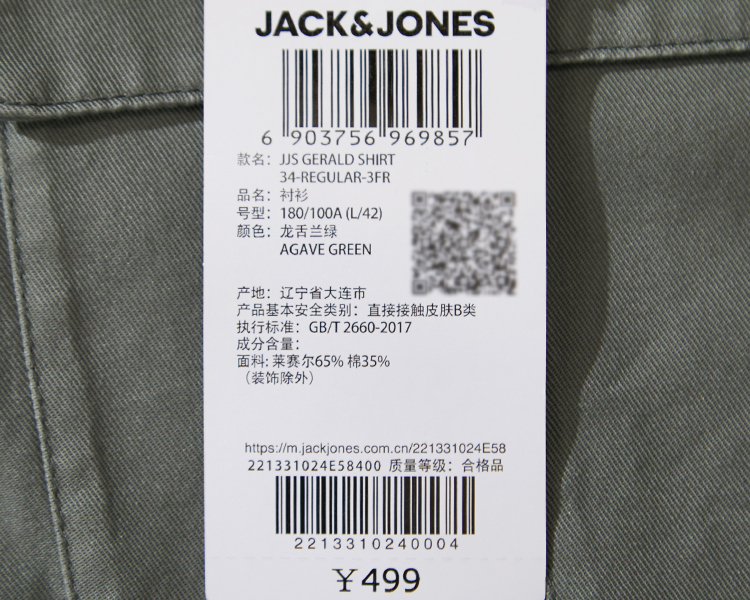 JACK&JONES
6 903756 969857
款名: JJS GERALD SHIRT
34-REGULAR-3FR
品名: 衬衫
号型: 180/100A (L/42)
颜色: 龙舌兰绿
AGAVE GREEN
产地: 辽宁省大连市
产品基本安全类别: 直接接触皮肤B类
执行标准: GB/T 2660-2017
成分含量:
面料: 莱赛尔65% 棉35%
（装饰除外）
https://m.jackjones.com.cn/221331024E58
221331024E58400 质量等级: 合格品
2213310240004
¥499